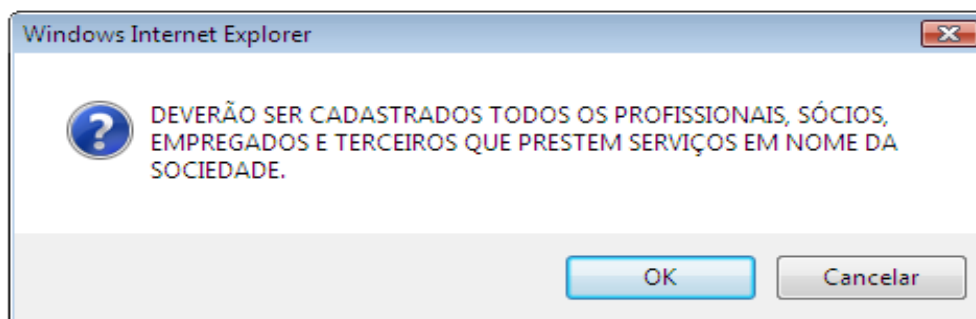 Windows Internet Explorer
DEVERÃO SER CADASTRADOS TODOS OS PROFISSIONAIS, SÓCIOS,
EMPREGADOS E TERCEIROS QUE PRESTEM SERVIÇOS EM NOME DA
SOCIEDADE.
OK
Cancelar